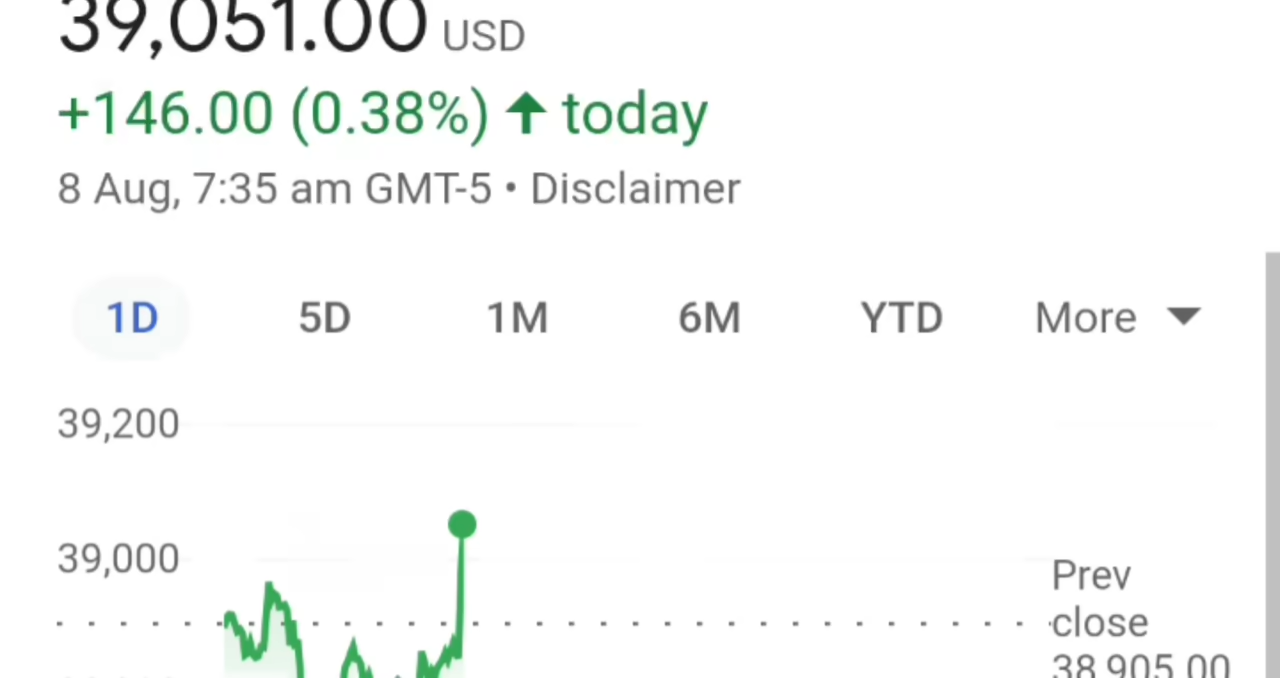 39,051.00 USD
+146.00 (0.38%) ↑ today
8 Aug, 7:35 am GMT-5 • Disclaimer
1D 5D 1M 6M YTD More
39,200
39,000
Prev
close
38,905.00